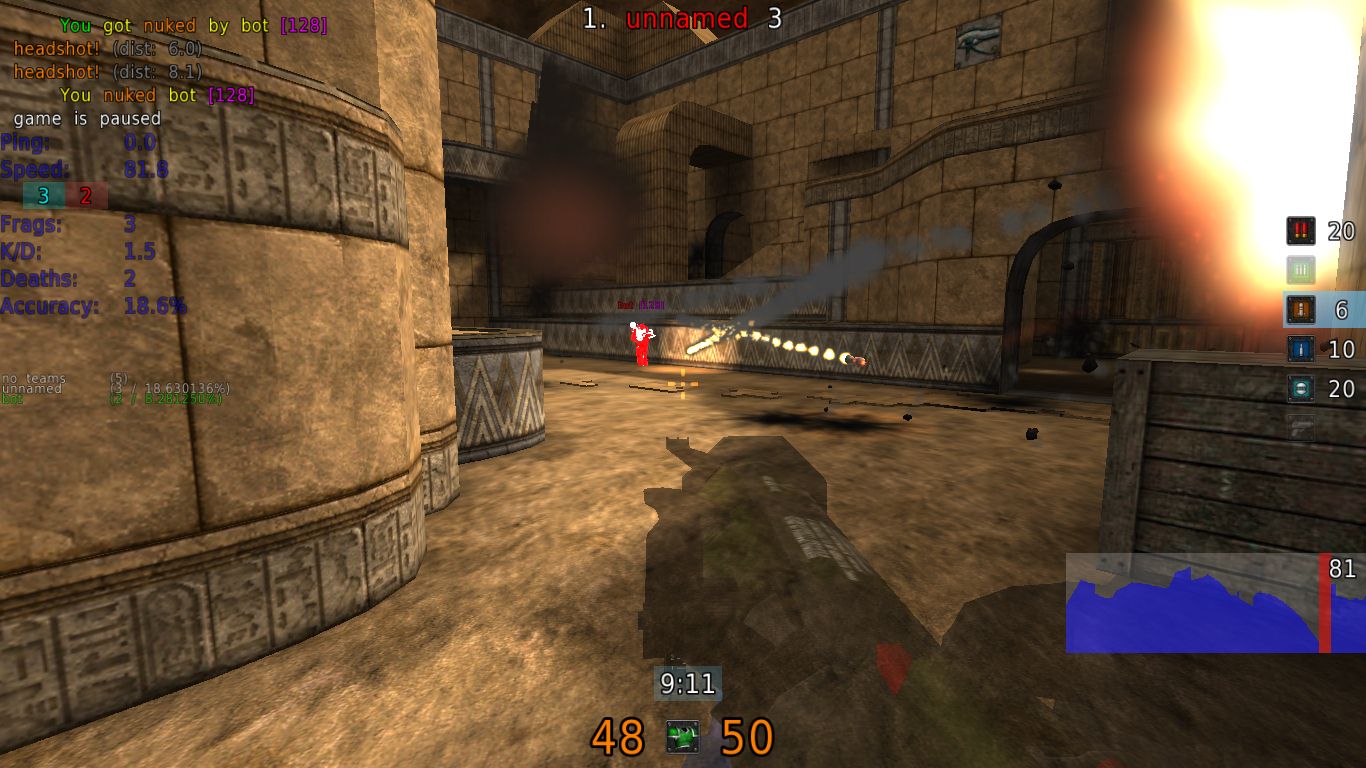 You got nuked by bot [128]
headshot! (dist: 6.0)
headshot! (dist: 8.1)
You nuked bot [128]
game is paused
1. unnamed 3
Ping: 0.0
Speed: 81.8
3 2
Frags: 3
K/D: 1.5
Deaths: 2
Accuracy: 18.6%
bot [128]
20
6
10
20
no teams (5)
unnamed (3 / 18.630136%)
bot (2 / 8.281250%)
81
9:11
48 50